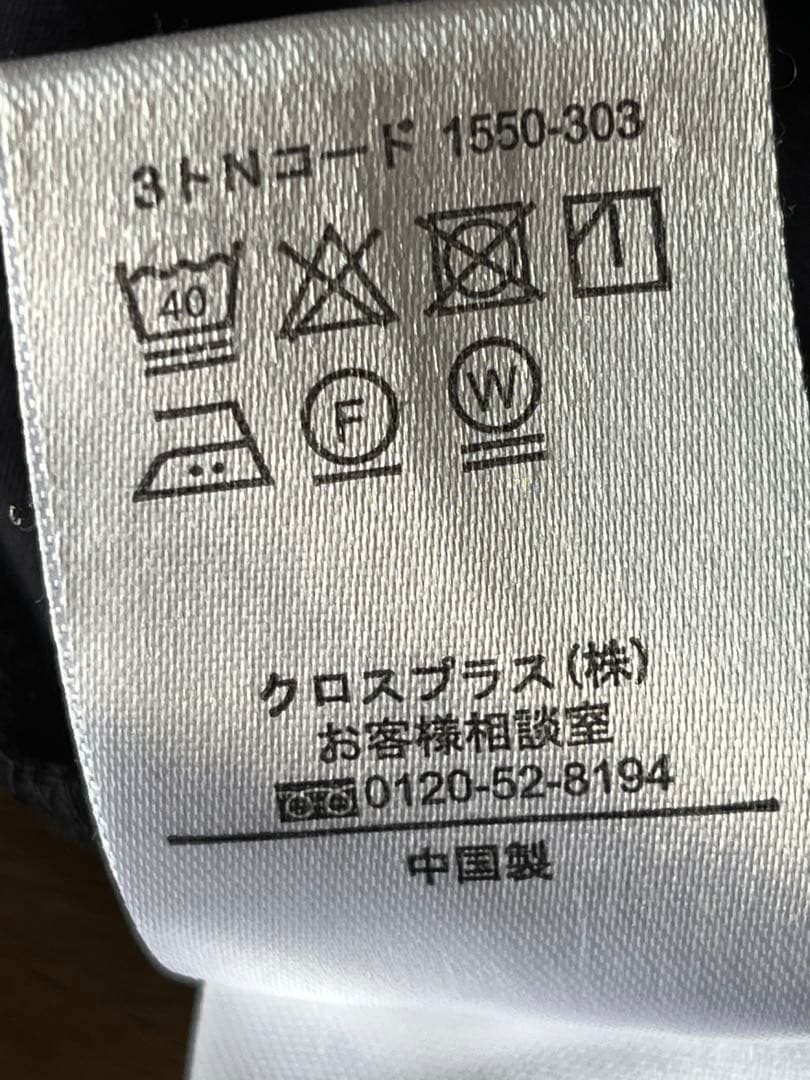 3トNコード 1550-303
40
F W
クロスプラス(株)
お客様相談室
0120-52-8194
中国製